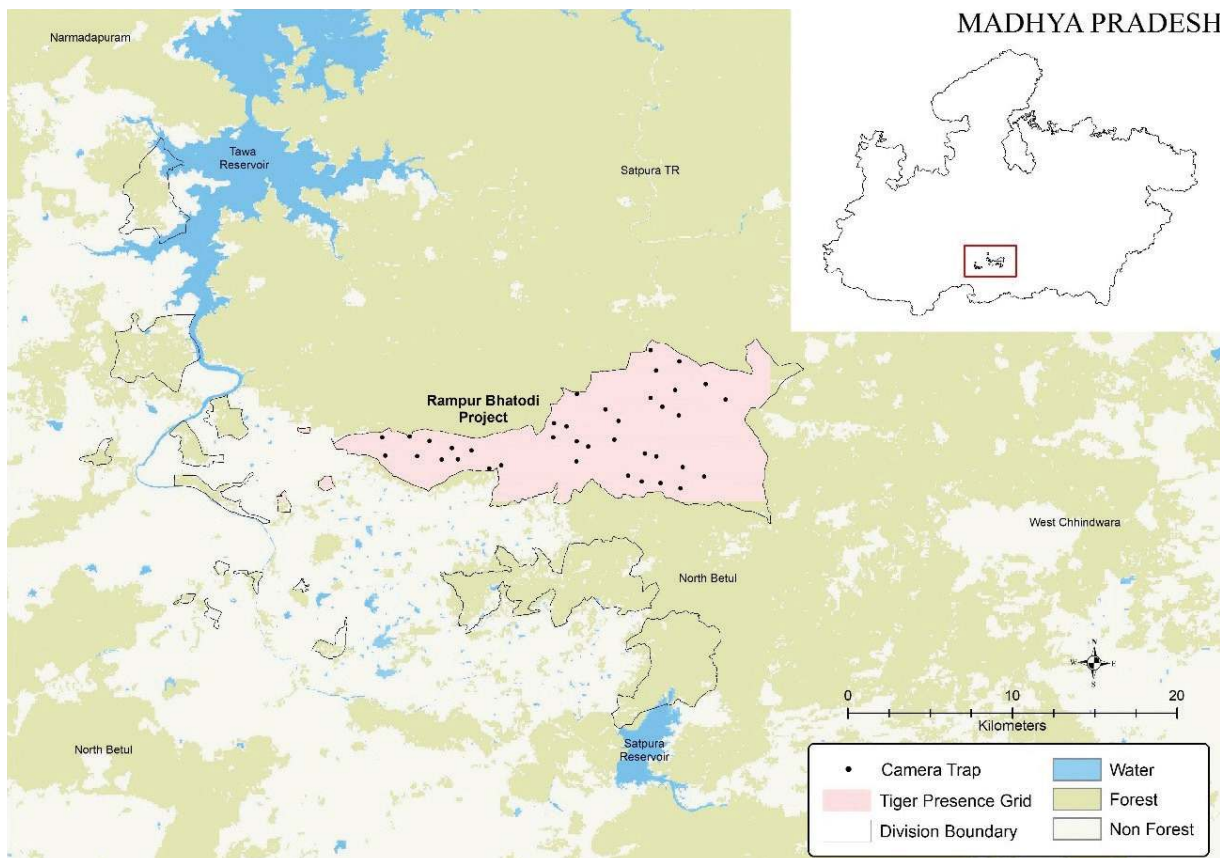 MADHYA PRADESH
Narmadapuram
Tawa
Reservoir
Satpura TR
Rampur Bhatodi
Project
West Chhindwara
North Betul
N
W
E
S
0
10
20
Kilometers
North Betul
Satpura
Reservoir
Camera Trap
Water
Tiger Presence Grid
Forest
Division Boundary
Non Forest